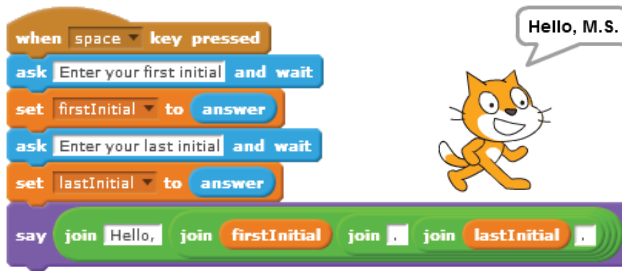 when space key pressed
Hello, M.S.
ask Enter your first initial and wait
set firstInitial to answer
ask Enter your last initial and wait
set lastInitial to answer
say join Hello, join firstInitial join . join lastInitial .